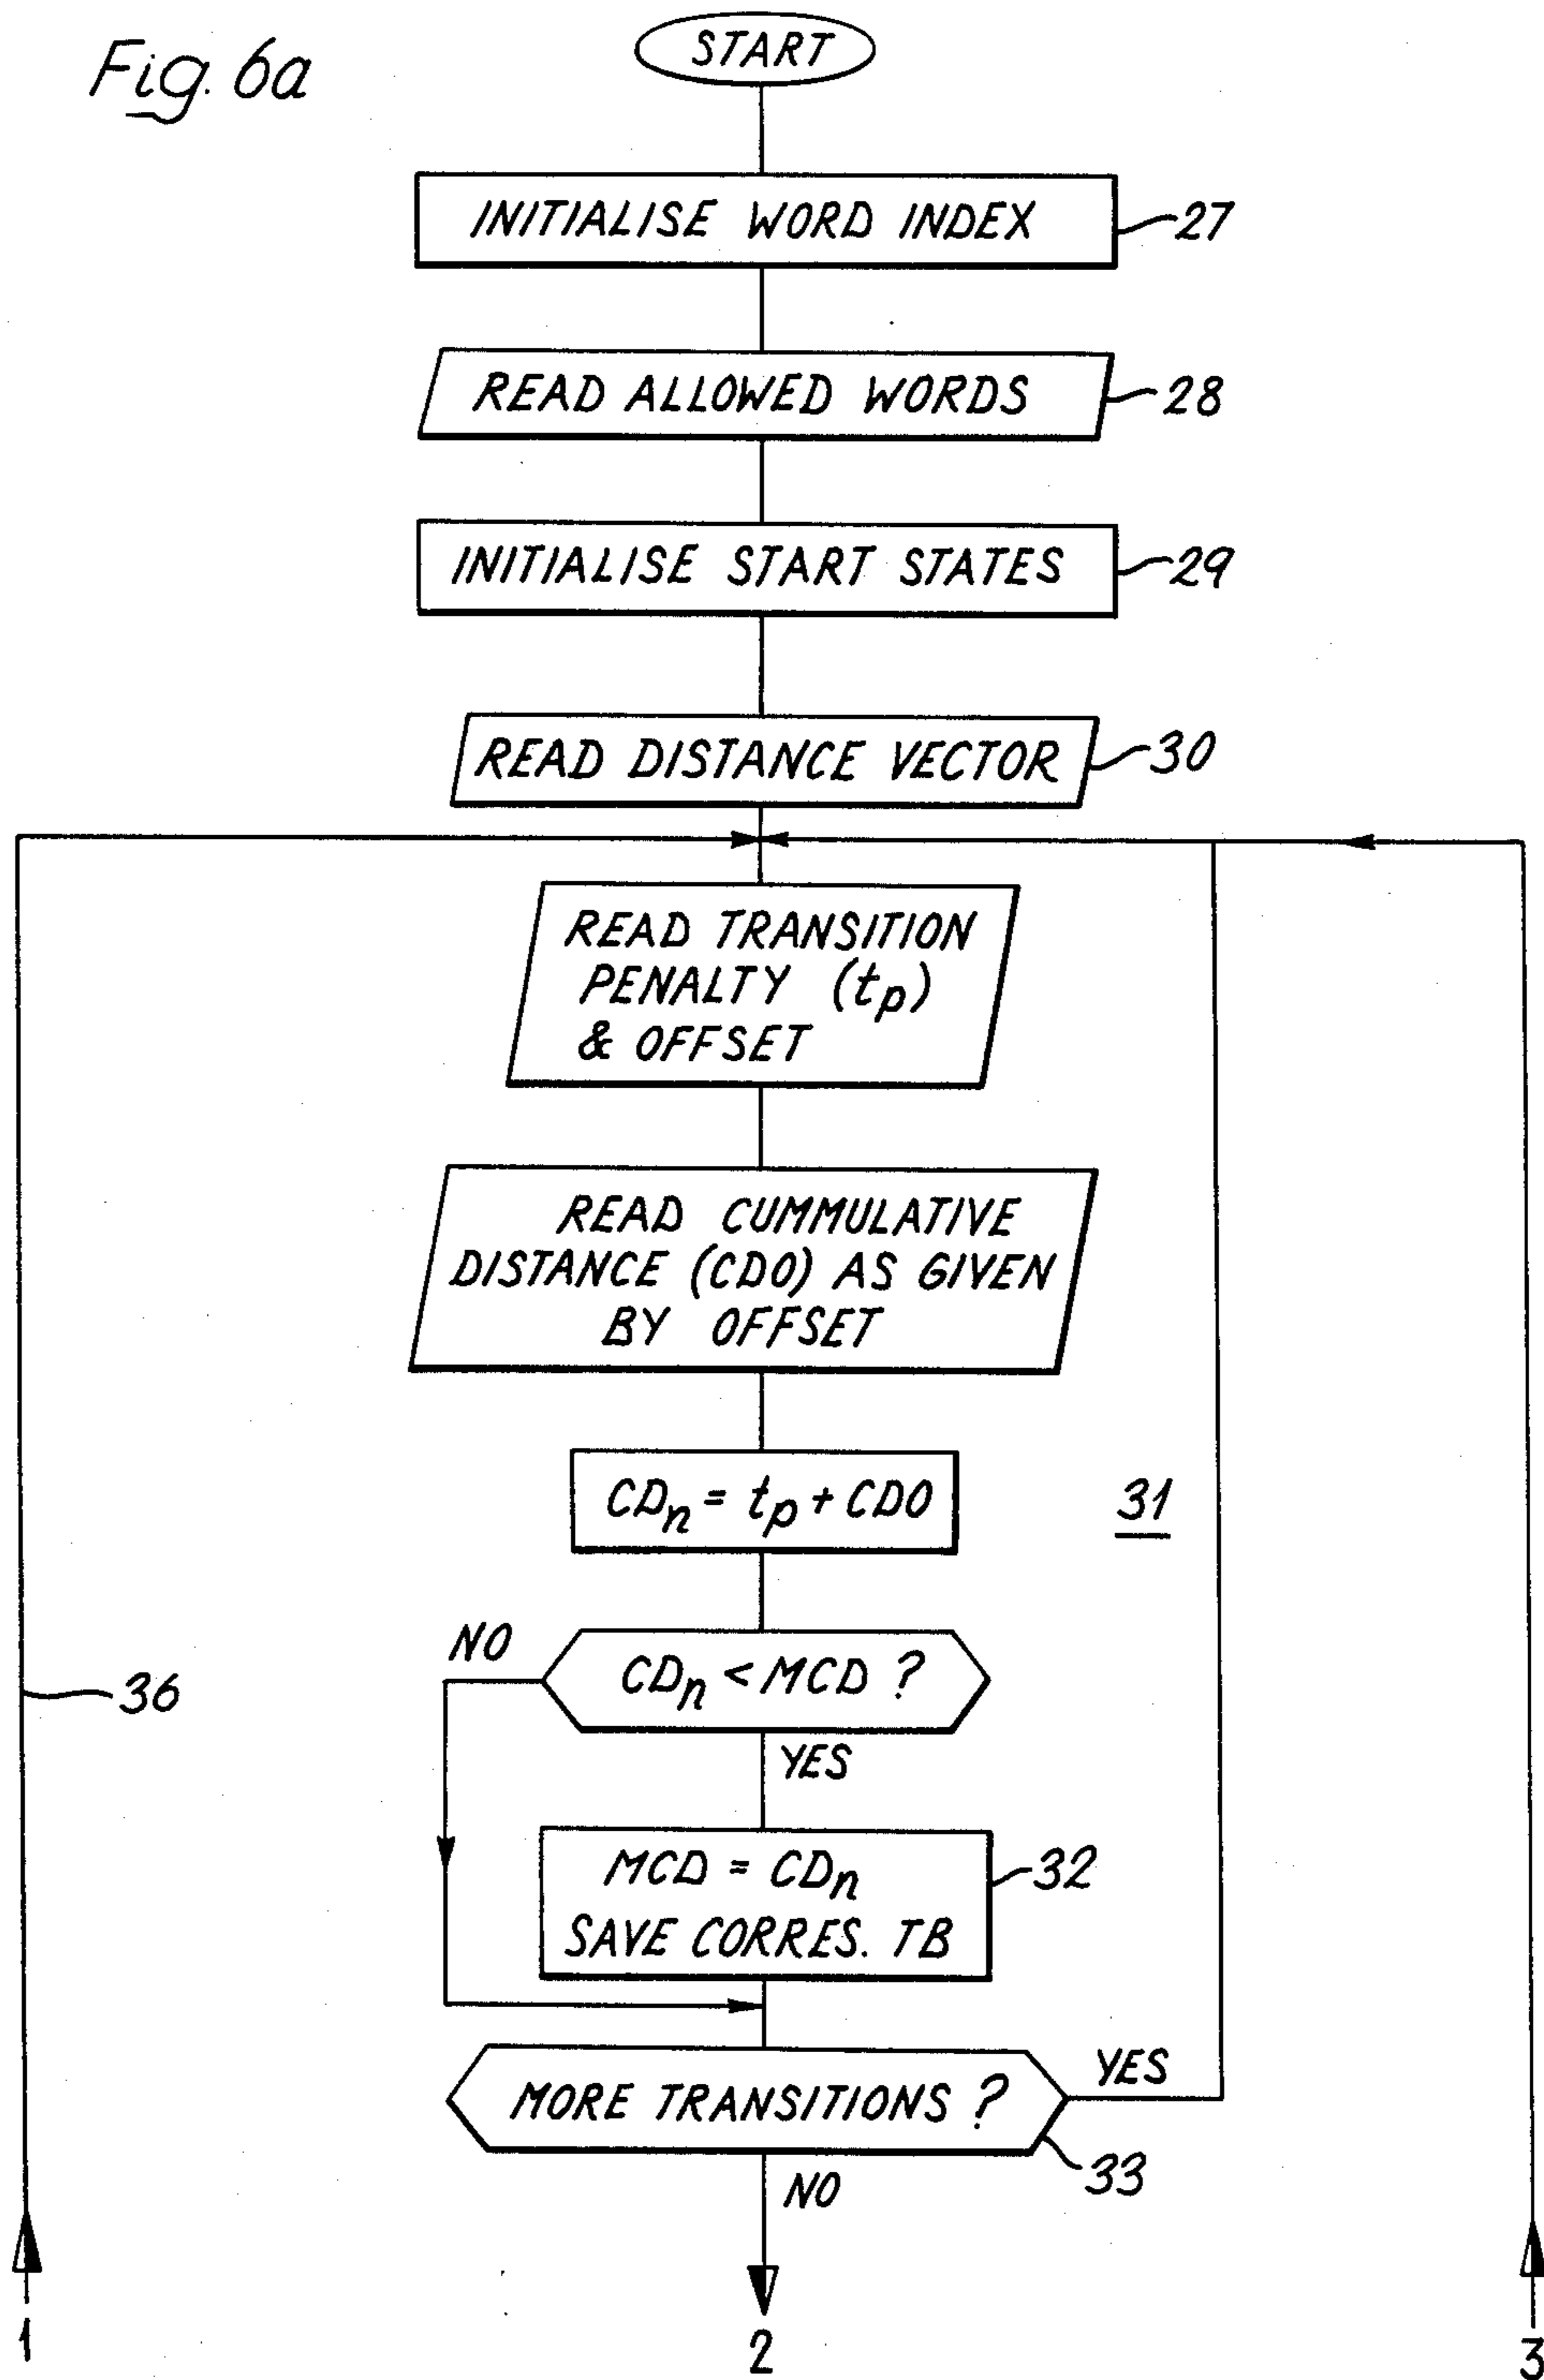 Fig. 6a
START
INITIALISE WORD INDEX
27
READ ALLOWED WORDS
28
INITIALISE START STATES
29
READ DISTANCE VECTOR
30
READ TRANSITION
PENALTY (tp)
& OFFSET
READ CUMMULATIVE
DISTANCE (CDO) AS GIVEN
BY OFFSET
CDn = tp + CDO
31
NO
CDn < MCD ?
36
YES
MCD = CDn
SAVE CORRES. TB
32
MORE TRANSITIONS ?
YES
33
NO
1
2
3